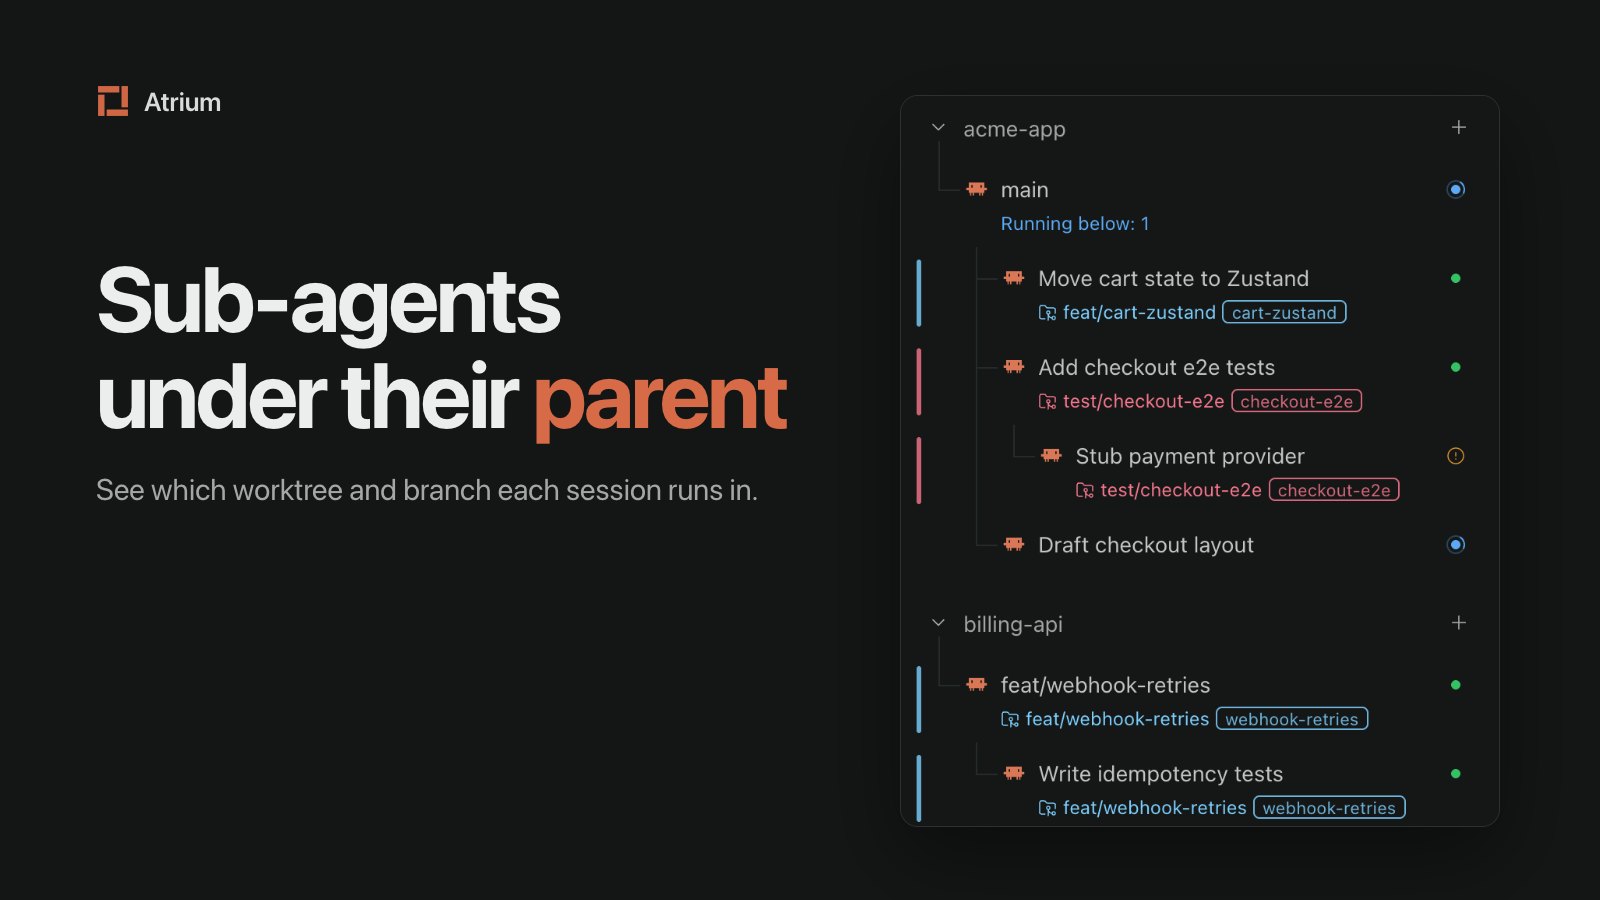 Atrium
Sub-agents
under their parent
See which worktree and branch each session runs in.
acme-app
main
Running below: 1
Move cart state to Zustand
feat/cart-zustand cart-zustand
Add checkout e2e tests
test/checkout-e2e checkout-e2e
Stub payment provider
test/checkout-e2e checkout-e2e
Draft checkout layout
billing-api
feat/webhook-retries
feat/webhook-retries webhook-retries
Write idempotency tests
feat/webhook-retries webhook-retries